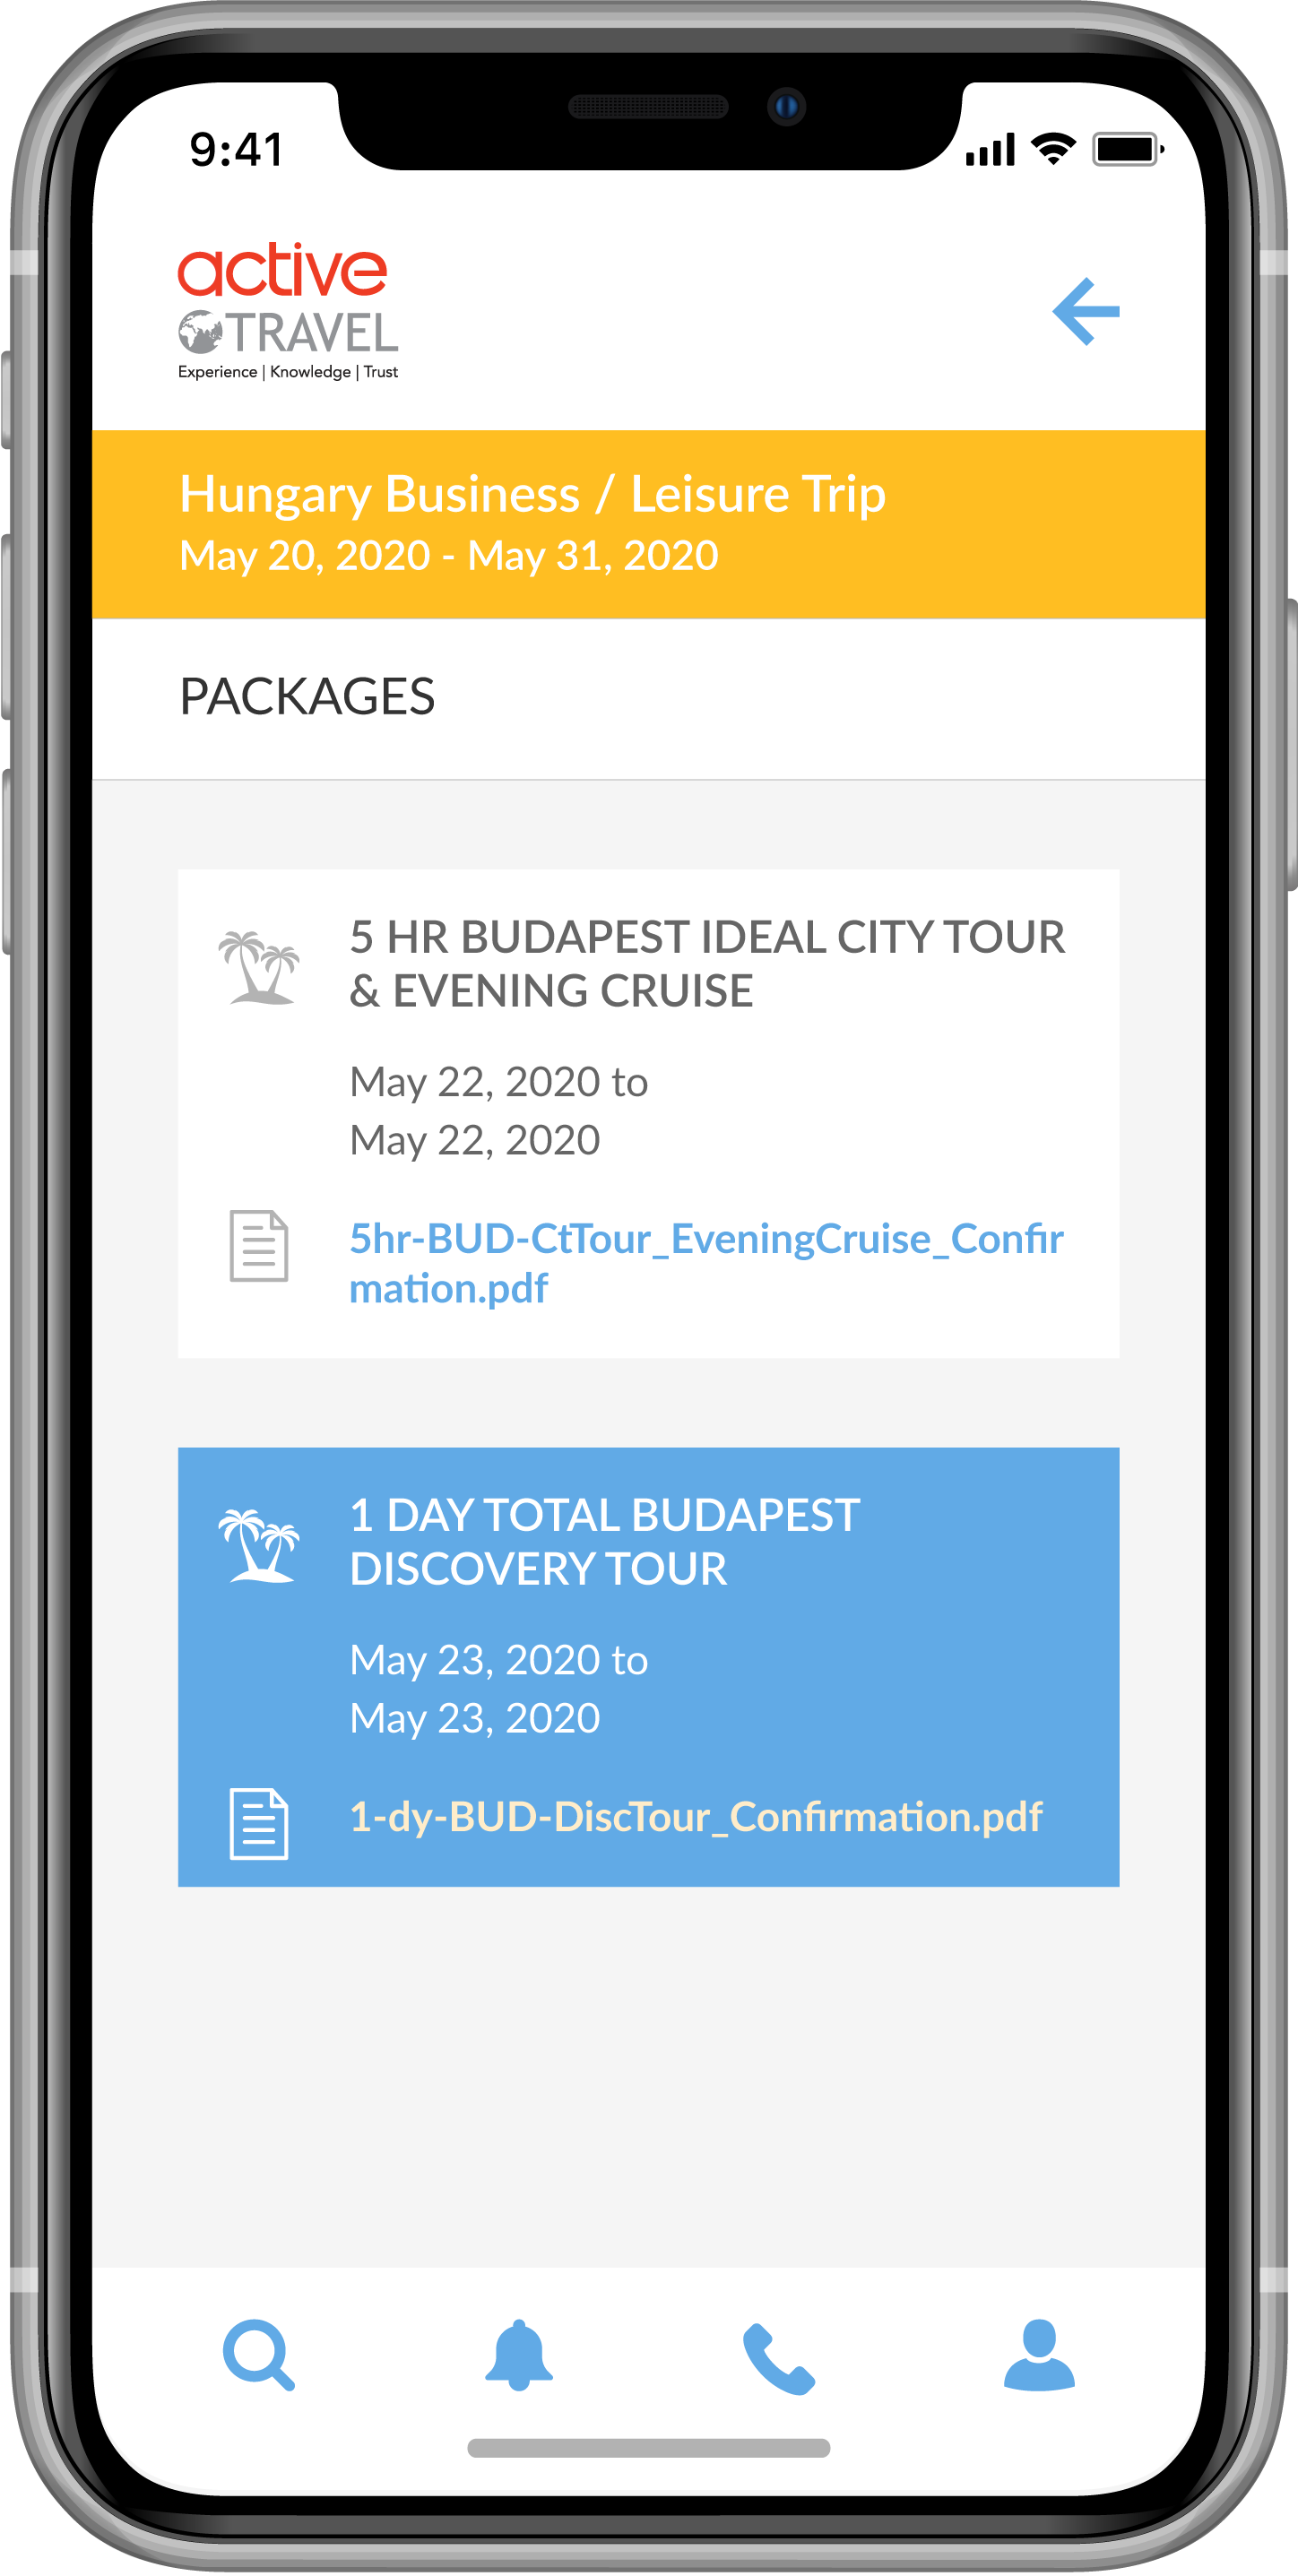 9:41
active
TRAVEL
Experience | Knowledge | Trust
Hungary Business / Leisure Trip
May 20, 2020 - May 31, 2020
PACKAGES
5 HR BUDAPEST IDEAL CITY TOUR
& EVENING CRUISE
May 22, 2020 to
May 22, 2020
5hr-BUD-CtTour_EveningCruise_Confir
mation.pdf
1 DAY TOTAL BUDAPEST
DISCOVERY TOUR
May 23, 2020 to
May 23, 2020
1-dy-BUD-DiscTour_Confirmation.pdf